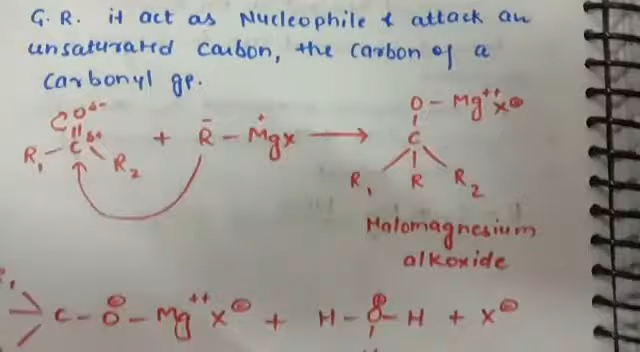 G.R. it act as Nucleophile & attack an
unsaturated carbon, the carbon of a
carbonyl gp.
O δ- || C δ+ R₁ R₂ + R̄ – Mg⁺x → O – Mg⁺⁺x⊖ | C R₁ R R₂
Halomagnesium
alkoxide
C – O⊖ – Mg⁺⁺ x⊖ + H – O – H + X⊖